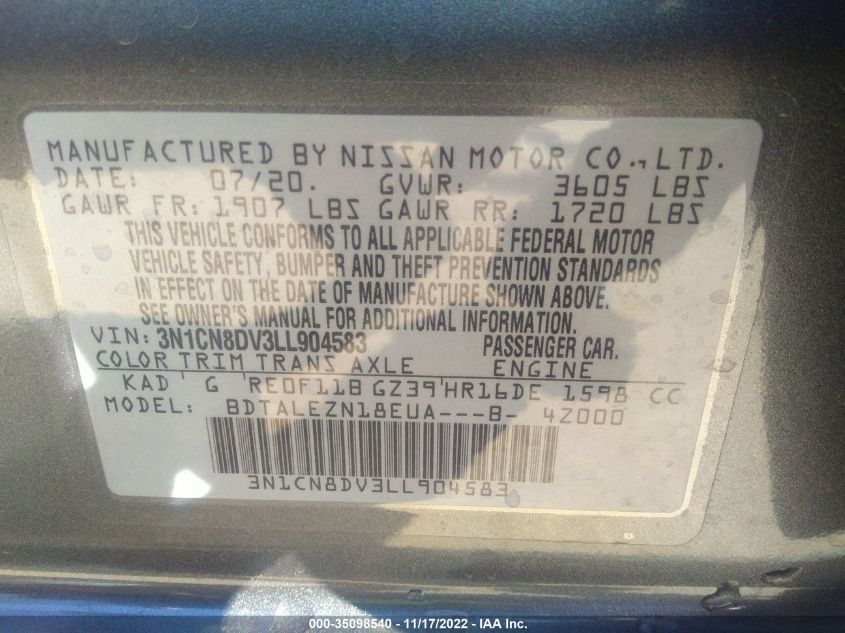 MANUFACTURED BY NISSAN MOTOR CO., LTD.
DATE: 07/20. GVWR: 3605 LBS
GAWR FR: 1907 LBS GAWR RR: 1720 LBS
THIS VEHICLE CONFORMS TO ALL APPLICABLE FEDERAL MOTOR
VEHICLE SAFETY, BUMPER AND THEFT PREVENTION STANDARDS
IN EFFECT ON THE DATE OF MANUFACTURE SHOWN ABOVE.
SEE OWNER'S MANUAL FOR ADDITIONAL INFORMATION.
VIN: 3N1CN8DV3LL904583 PASSENGER CAR.
COLOR TRIM TRANS AXLE ENGINE
KAD G RE0F11B GZ39 HR16DE 1598 CC
MODEL: BDTALEZN18EUA---B- 4Z000
3N1CN8DV3LL904583
000-35098540 - 11/17/2022 - IAA Inc.